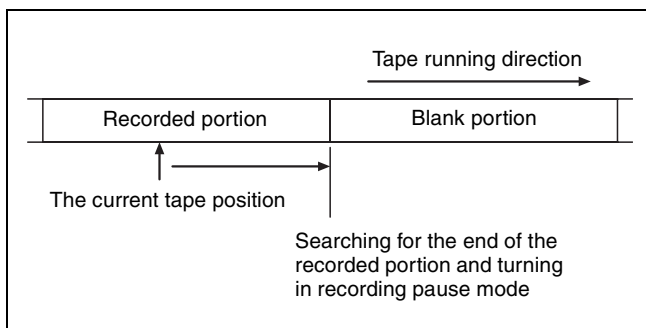 Tape running direction
Recorded portion
Blank portion
The current tape position
Searching for the end of the
recorded portion and turning
in recording pause mode